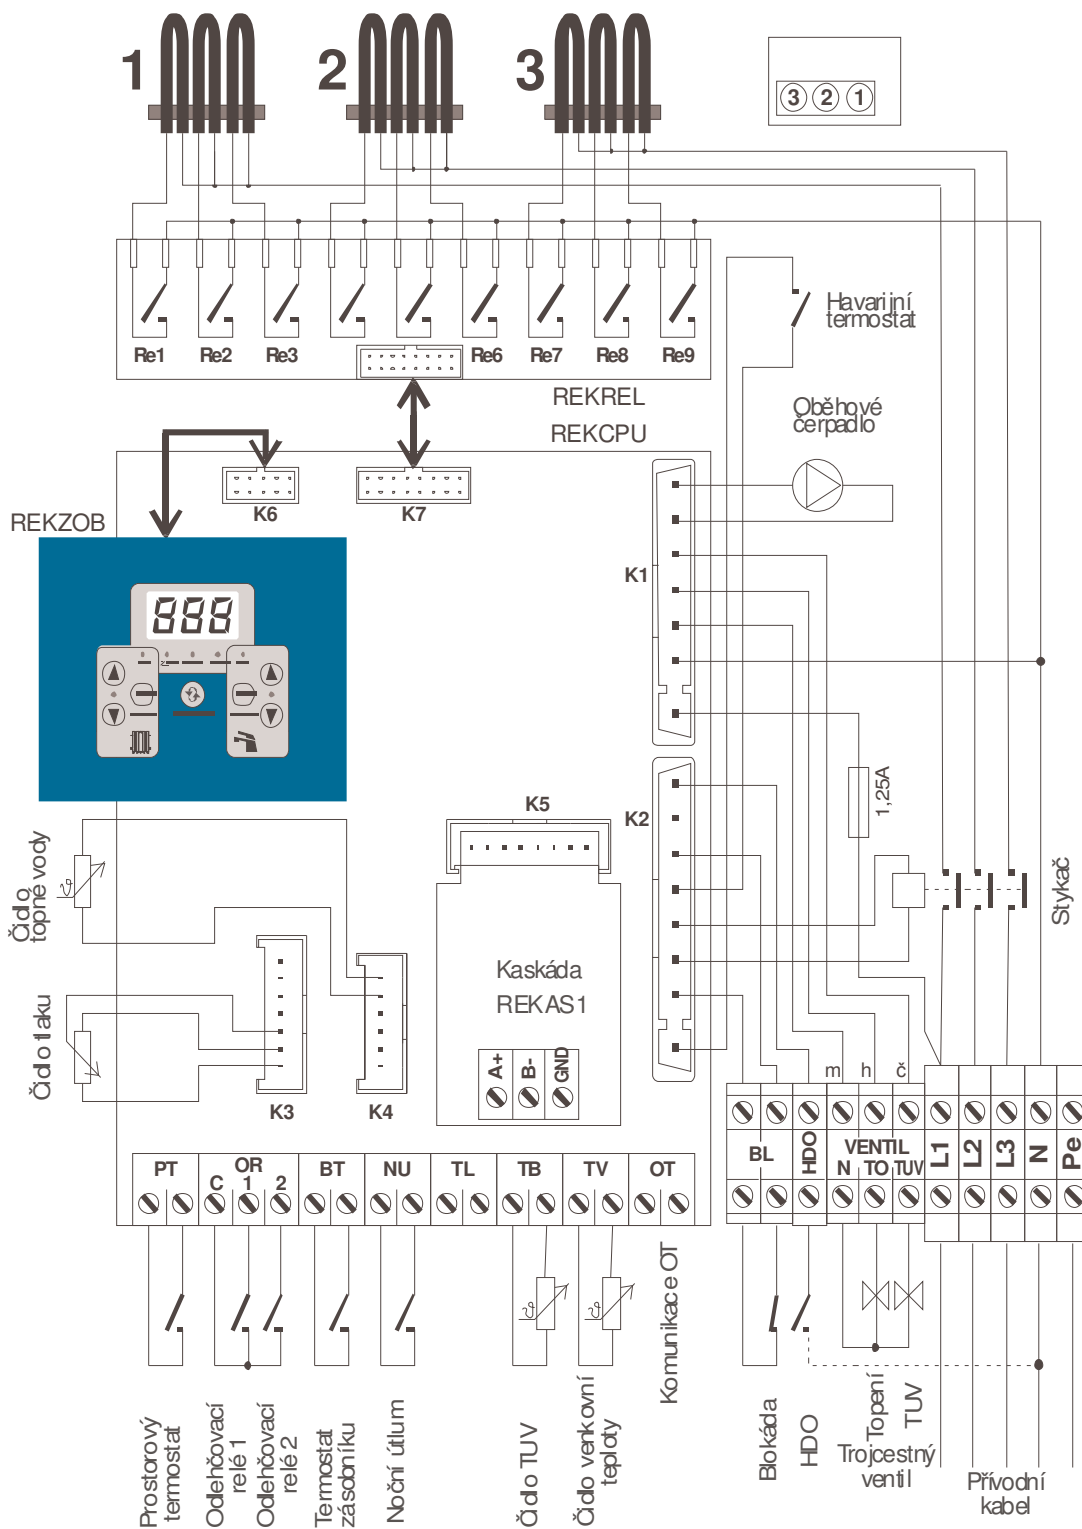 1 2 3
3 2 1
Re1 Re2 Re3 Re6 Re7 Re8 Re9
Havarijní
termostat
REKREL
REKCPU
Oběhové
čerpadlo
K6 K7
REKZOB
K1
1,25A
K5
K2
Čidlo
topné vody
Stykač
Kaskáda
REKAS1
Čidlo tlaku
A+ B- GND
K3 K4
m h č
PT OR BT NU TL TB TV OT
C 1 2
BL HDO VENTIL L1 L2 L3 N Pe
N TO TUV
Prostorový
termostat
Odlehčovací
relé 1
Odlehčovací
relé 2
Termostat
zásobníku
Noční útlum
Čidlo TUV
Čidlo venkovní
teploty
Komunikace OT
Blokáda
HDO
Topení
TUV
Trojcestný
ventil
Přívodní
kabel